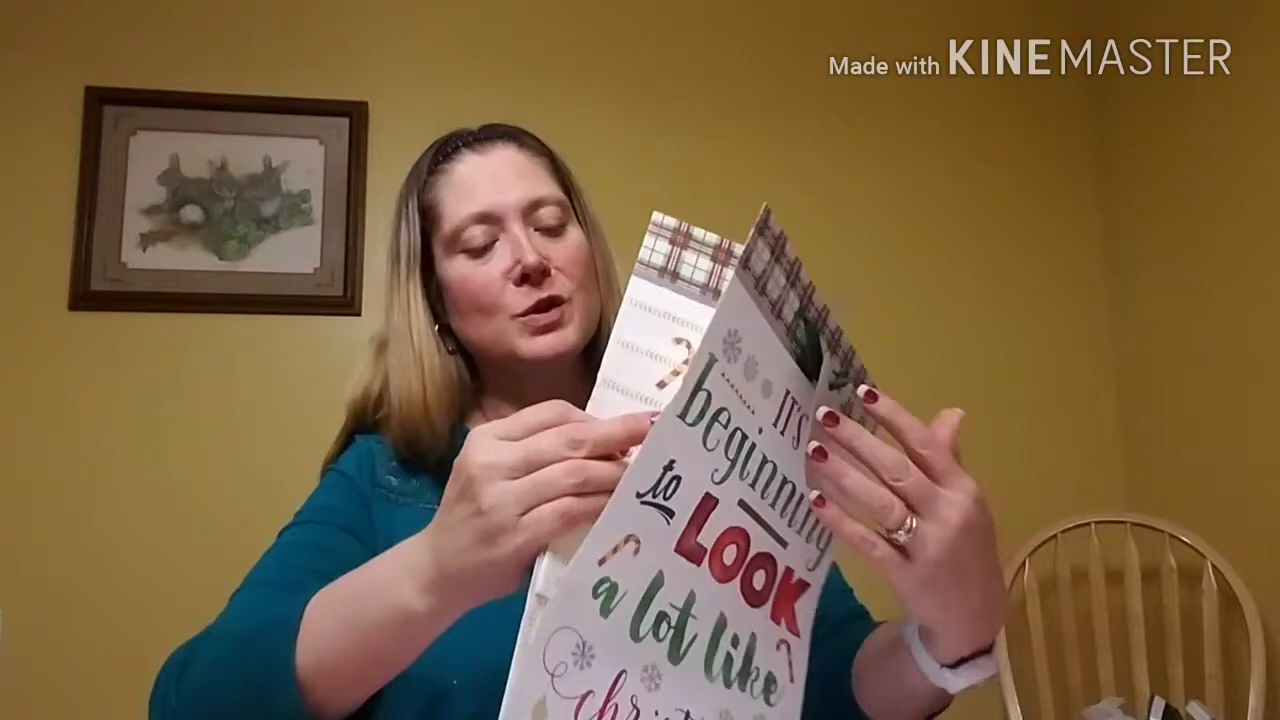 Made with KINEMASTER
IT'S
beginning
to
LOOK
a lot like